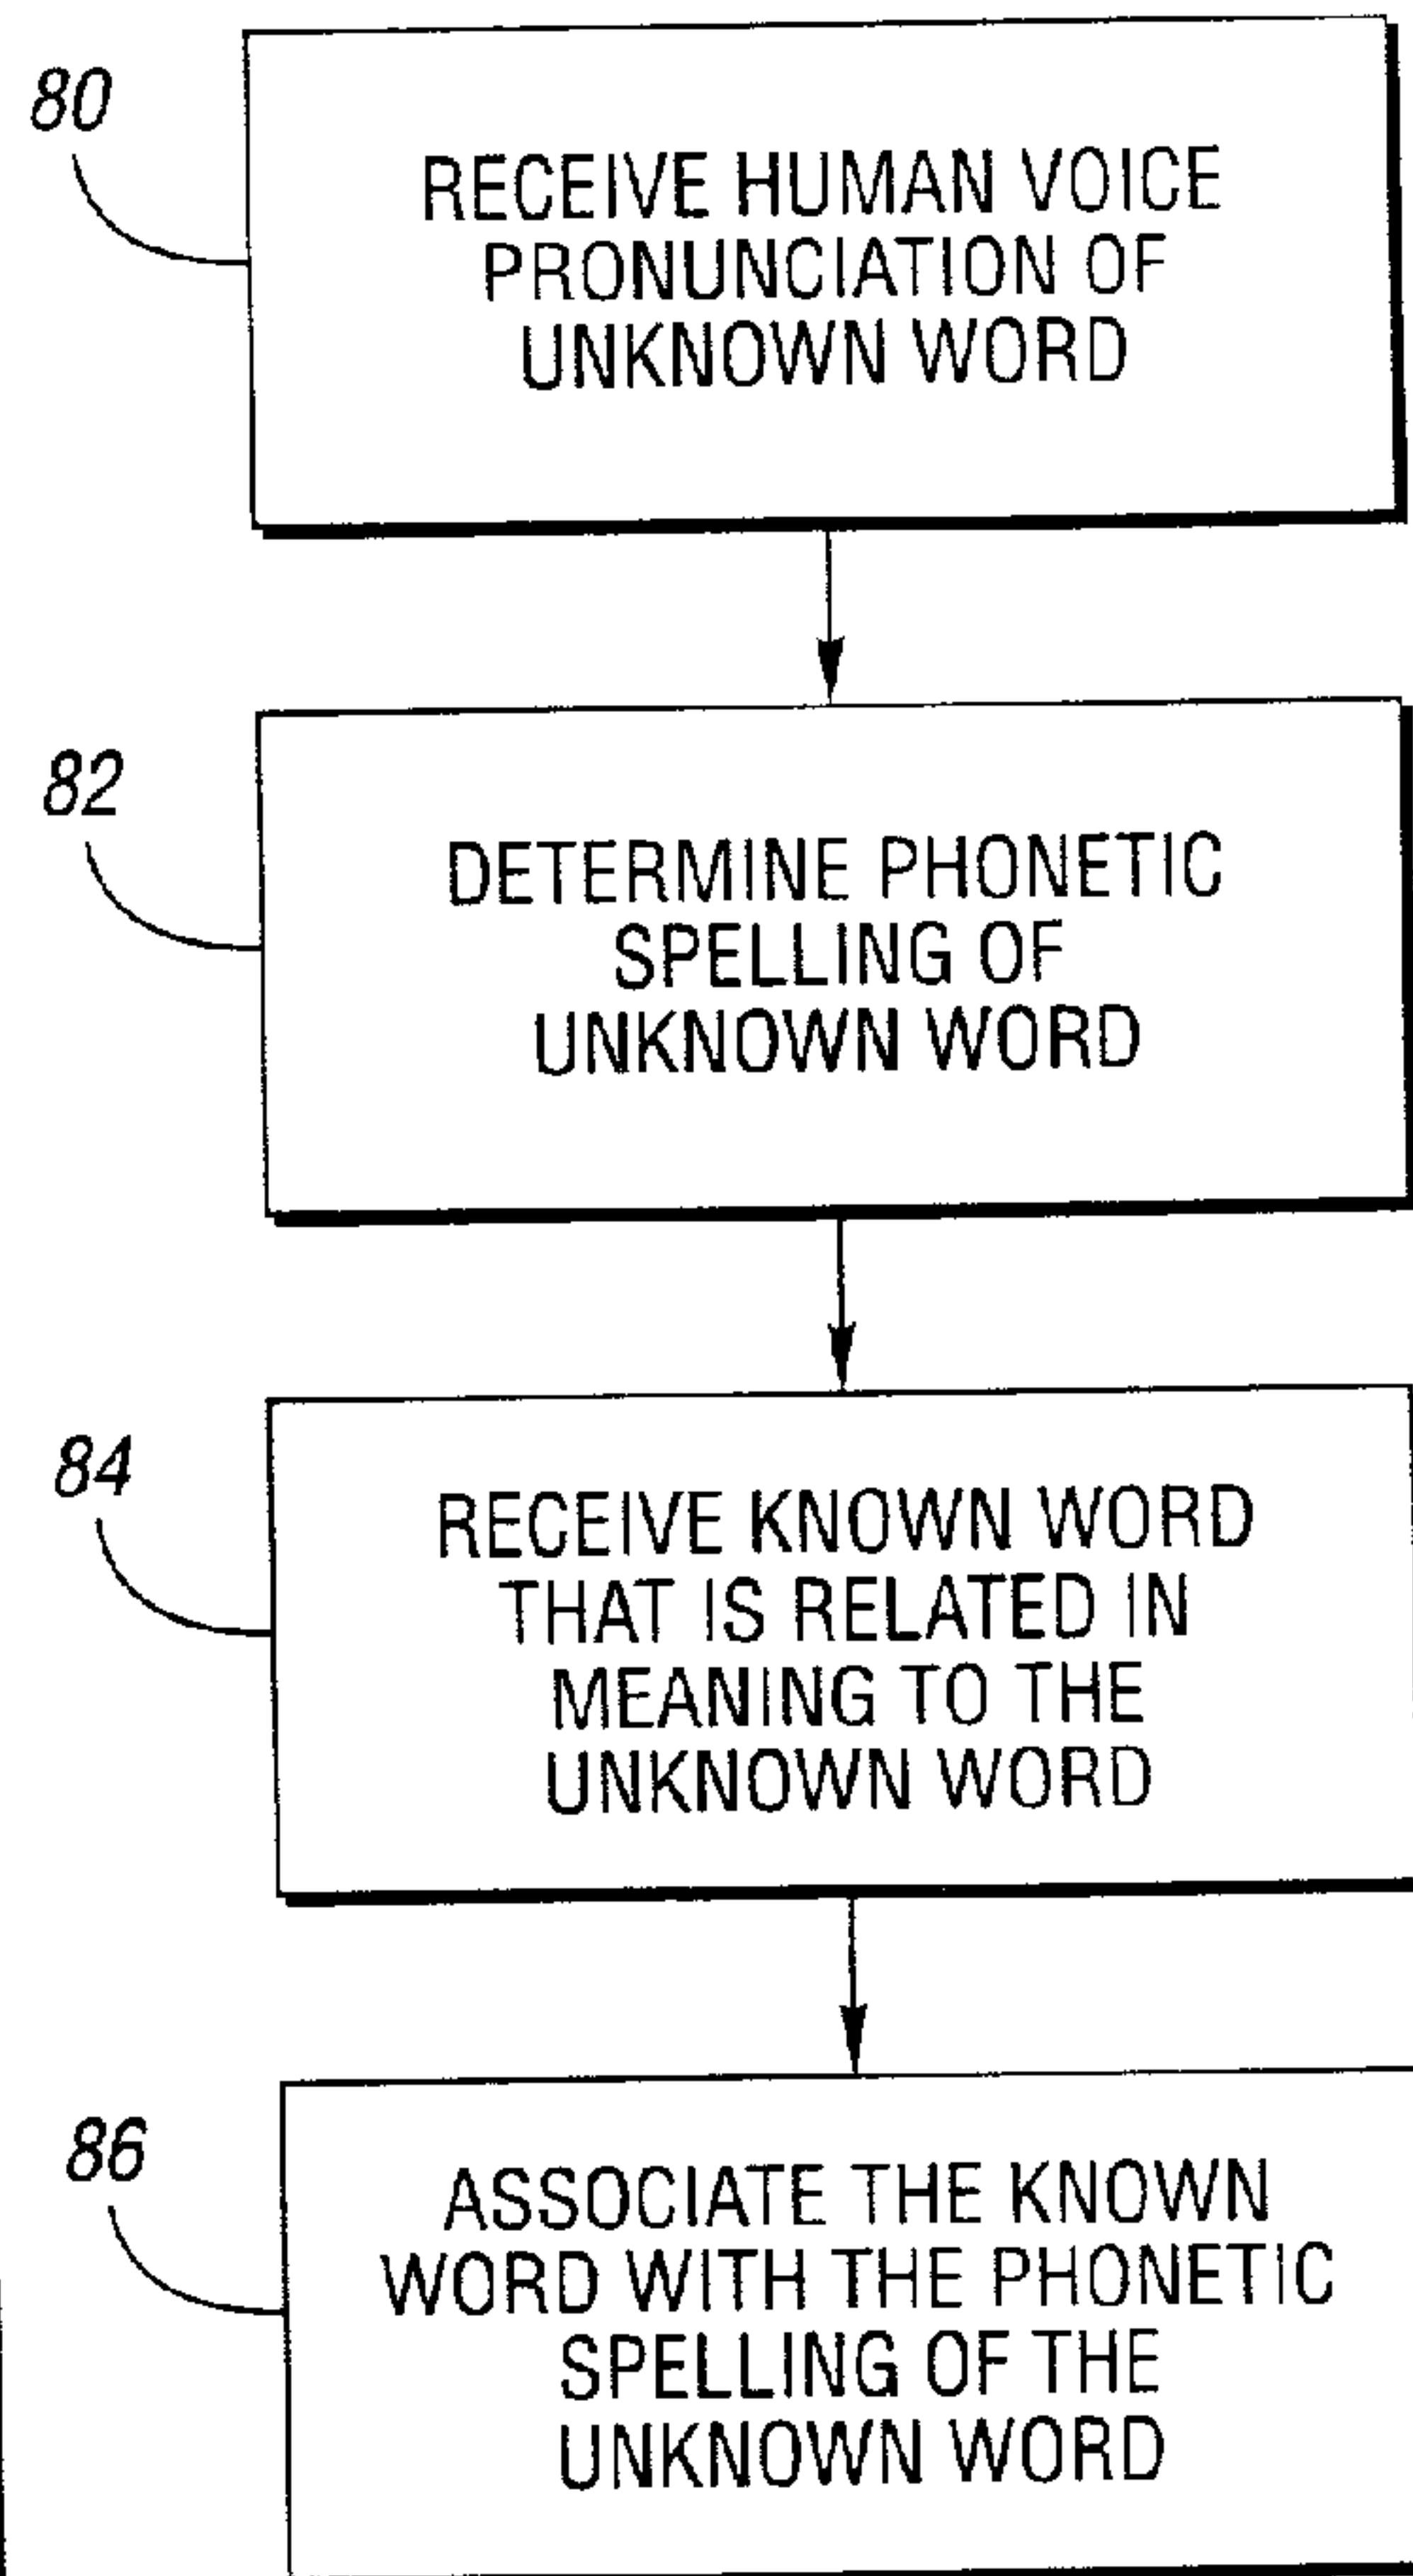 80
RECEIVE HUMAN VOICE
PRONUNCIATION OF
UNKNOWN WORD
82
DETERMINE PHONETIC
SPELLING OF
UNKNOWN WORD
84
RECEIVE KNOWN WORD
THAT IS RELATED IN
MEANING TO THE
UNKNOWN WORD
86
ASSOCIATE THE KNOWN
WORD WITH THE PHONETIC
SPELLING OF THE
UNKNOWN WORD